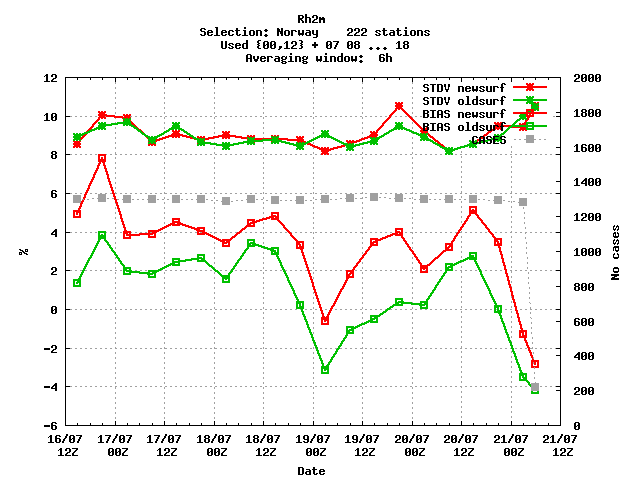 Rh2m
Selection: Norway 222 stations
Used {00,12} + 07 08 ... 18
Averaging window: 6h
STDV newsurf
STDV oldsurf
BIAS newsurf
BIAS oldsurf
CASES
12
10
8
6
4
2
0
-2
-4
-6
%
2000
1800
1600
1400
1200
1000
800
600
400
200
0
No cases
16/07 17/07 17/07 18/07 18/07 19/07 19/07 20/07 20/07 21/07 21/07
12Z 00Z 12Z 00Z 12Z 00Z 12Z 00Z 12Z 00Z 12Z
Date